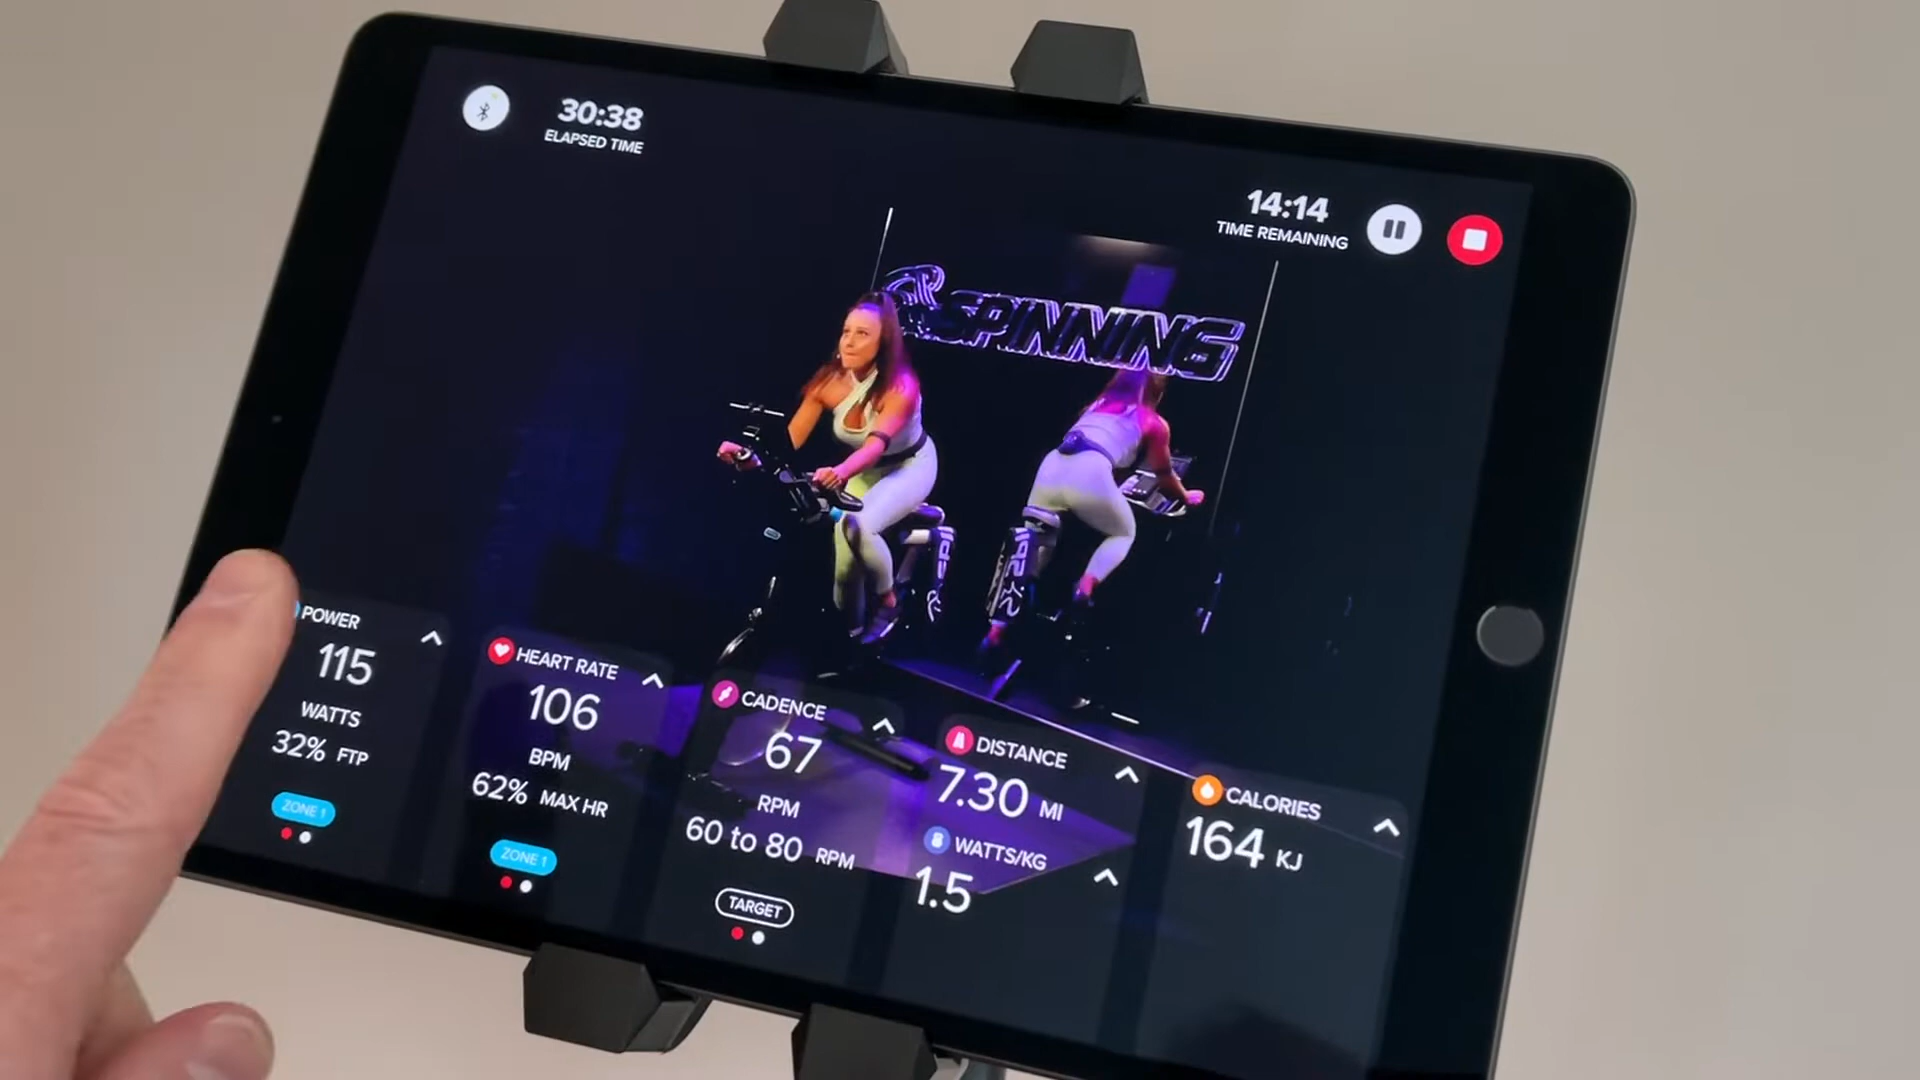 30:38
ELAPSED TIME
14:14
TIME REMAINING
SPINNING
POWER
115
WATTS
32% FTP
ZONE 1
HEART RATE
106
BPM
62% MAX HR
ZONE 1
CADENCE
67
RPM
60 to 80 RPM
TARGET
DISTANCE
7.30 MI
WATTS/KG
1.5
CALORIES
164 KJ